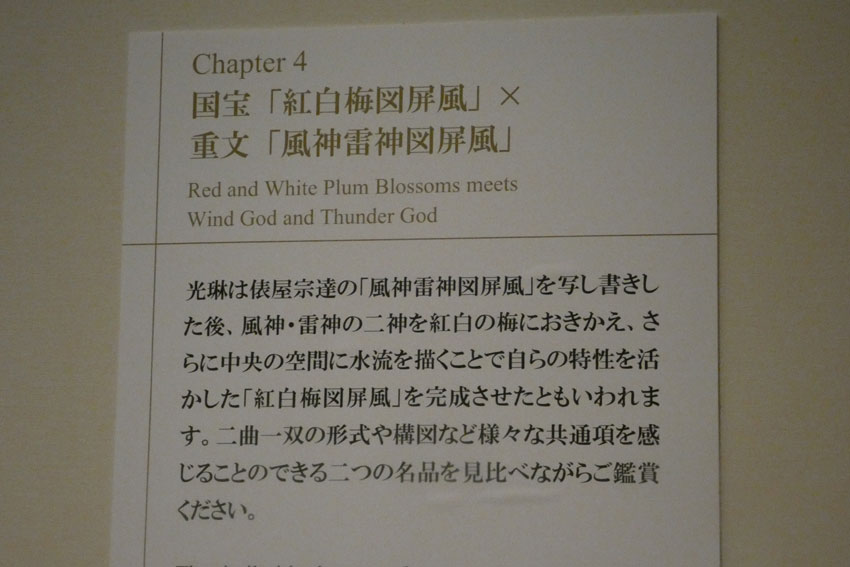 Chapter 4
国宝「紅白梅図屏風」×
重文「風神雷神図屏風」
Red and White Plum Blossoms meets
Wind God and Thunder God
光琳は俵屋宗達の「風神雷神図屏風」を写し書きし
た後、風神・雷神の二神を紅白の梅におきかえ、さ
らに中央の空間に水流を描くことで自らの特性を活
かした「紅白梅図屏風」を完成させたともいわれま
す。二曲一双の形式や構図など様々な共通項を感
じることのできる二つの名品を見比べながらご鑑賞
ください。